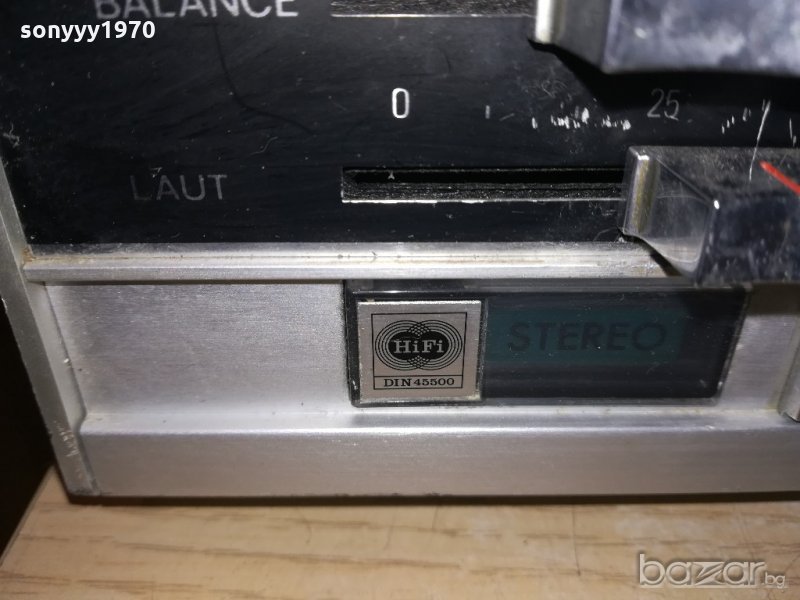 BALANCE
sonyyy1970
0 25
LAUT
HiFi STEREO
DIN 45500
bazar.bg